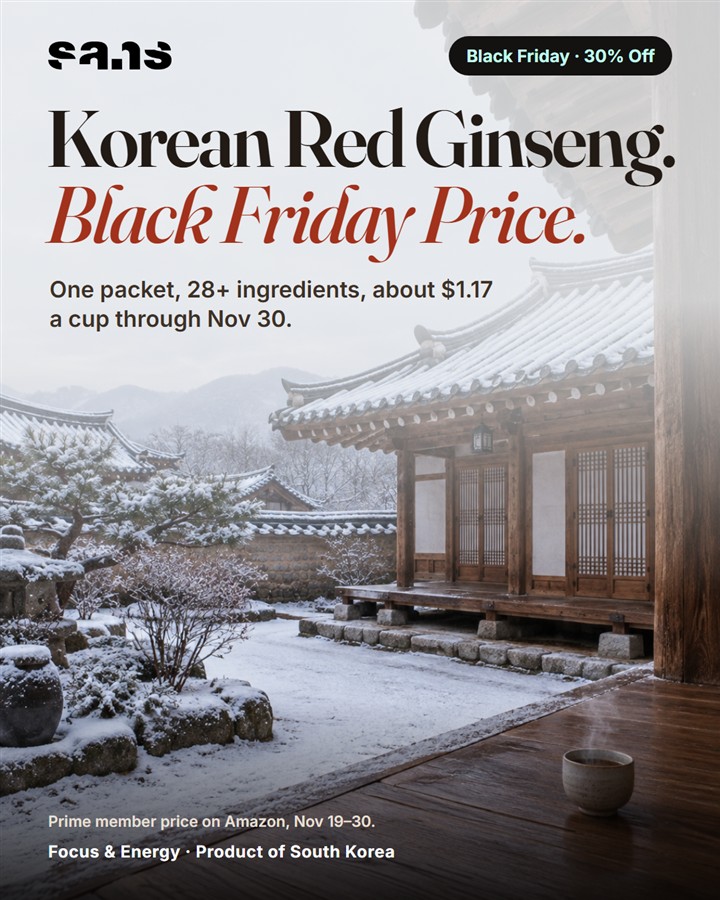 sans
Black Friday · 30% Off
Korean Red Ginseng.
Black Friday Price.
One packet, 28+ ingredients, about $1.17
a cup through Nov 30.
Prime member price on Amazon, Nov 19–30.
Focus & Energy · Product of South Korea